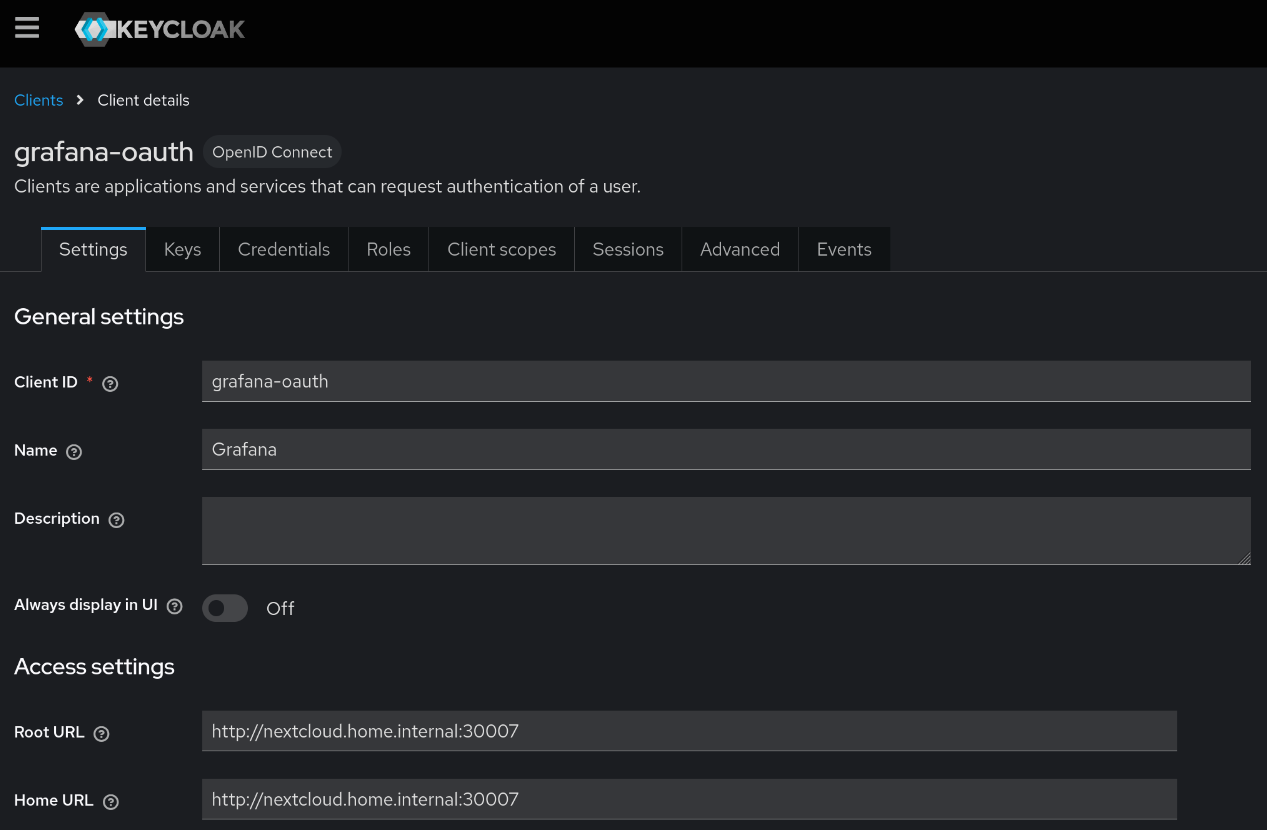 KEYCLOAK
Clients > Client details
grafana-oauth OpenID Connect
Clients are applications and services that can request authentication of a user.
Settings Keys Credentials Roles Client scopes Sessions Advanced Events
General settings
Client ID * ? grafana-oauth
Name ? Grafana
Description ?
Always display in UI ? Off
Access settings
Root URL ? http://nextcloud.home.internal:30007
Home URL ? http://nextcloud.home.internal:30007